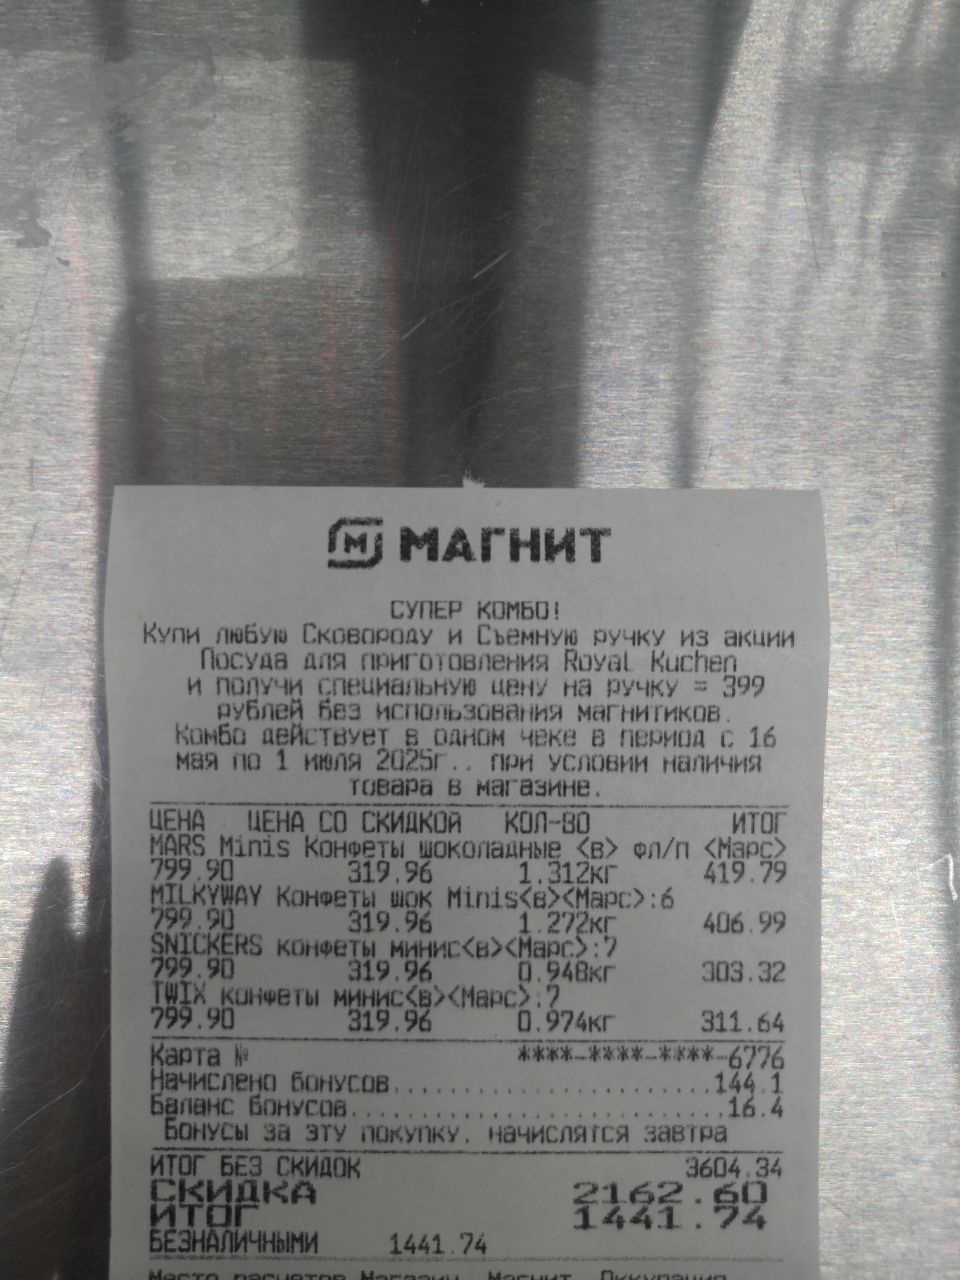 М МАГНИТ
СУПЕР КОМБО!
Купи любую Сковороду и Съемную ручку из акции
Посуда для приготовления Royal Kuchen
и получи специальную цену на ручку = 399
рублей без использования магнитиков.
Комбо действует в одном чеке в период с 16
мая по 1 июля 2025г.. при условии наличия
товара в магазине.
ЦЕНА ЦЕНА СО СКИДКОЙ КОЛ-ВО ИТОГ
MARS Minis Конфеты шоколадные <в> фл/п <Марс>
799.90 319.96 1.312кг 419.79
MILKYWAY Конфеты шок Minis<в><Марс>:6
799.90 319.96 1.272кг 406.99
SNICKERS конфеты минис<в><Марс>:7
799.90 319.96 0.948кг 303.32
TWIX конфеты минис<в><Марс>:7
799.90 319.96 0.974кг 311.64
Карта № ****-****-****-6776
Начислено бонусов..........................144.1
Баланс бонусов..............................16.4
Бонусы за эту покупку, начислятся завтра
ИТОГ БЕЗ СКИДОК 3604.34
СКИДКА 2162.60
ИТОГ 1441.74
БЕЗНАЛИЧНЫМИ 1441.74
Место расчетов Магазин Магнит